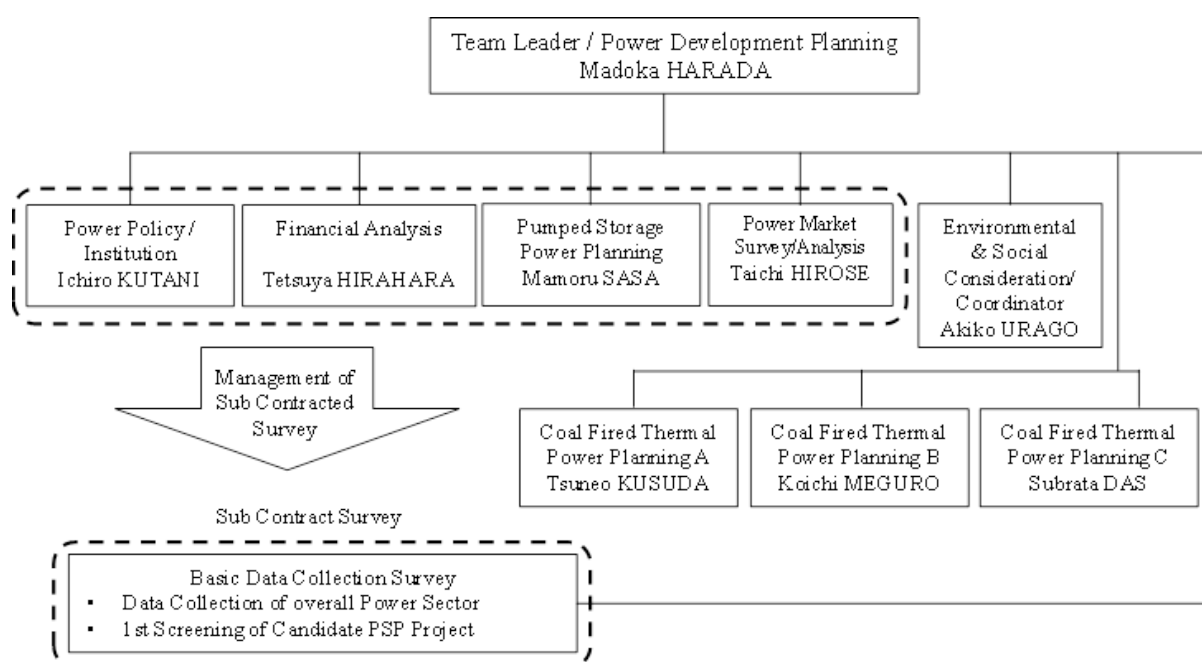 Team Leader / Power Development Planning
Madoka HARADA
Power Policy /
Institution
Ichiro KUTANI
Financial Analysis
Tetsuya HIRAHARA
Pumped Storage
Power Planning
Mamoru SASA
Power Market
Survey/Analysis
Taichi HIROSE
Environmental
& Social
Consideration/
Coordinator
Akiko URAGO
Management of
Sub Contracted
Survey
Coal Fired Thermal
Power Planning A
Tsuneo KUSUDA
Coal Fired Thermal
Power Planning B
Koichi MEGURO
Coal Fired Thermal
Power Planning C
Subrata DAS
Sub Contract Survey
Basic Data Collection Survey
▪ Data Collection of overall Power Sector
▪ 1st Screening of Candidate PSP Project